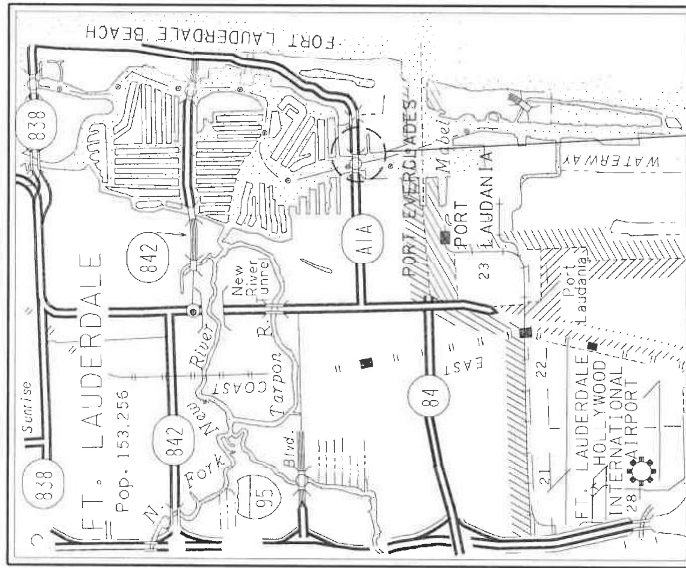 FORT LAUDERDALE BEACH
838
838
Sunrise
838
FT. LAUDERDALE
Pop. 153,256
842
842
New
River
New
River
Tunnel
R.
Tarpon
COAST
EAST
N.
Fork
95
Blvd.
A1A
84
PORT EVERGLADES
Mabel
PORT
LAUDANIA
WATERWAY
23
Port
Laudania
22
21
28
FT. LAUDERDALE
HOLLYWOOD
INTERNATIONAL
AIRPORT